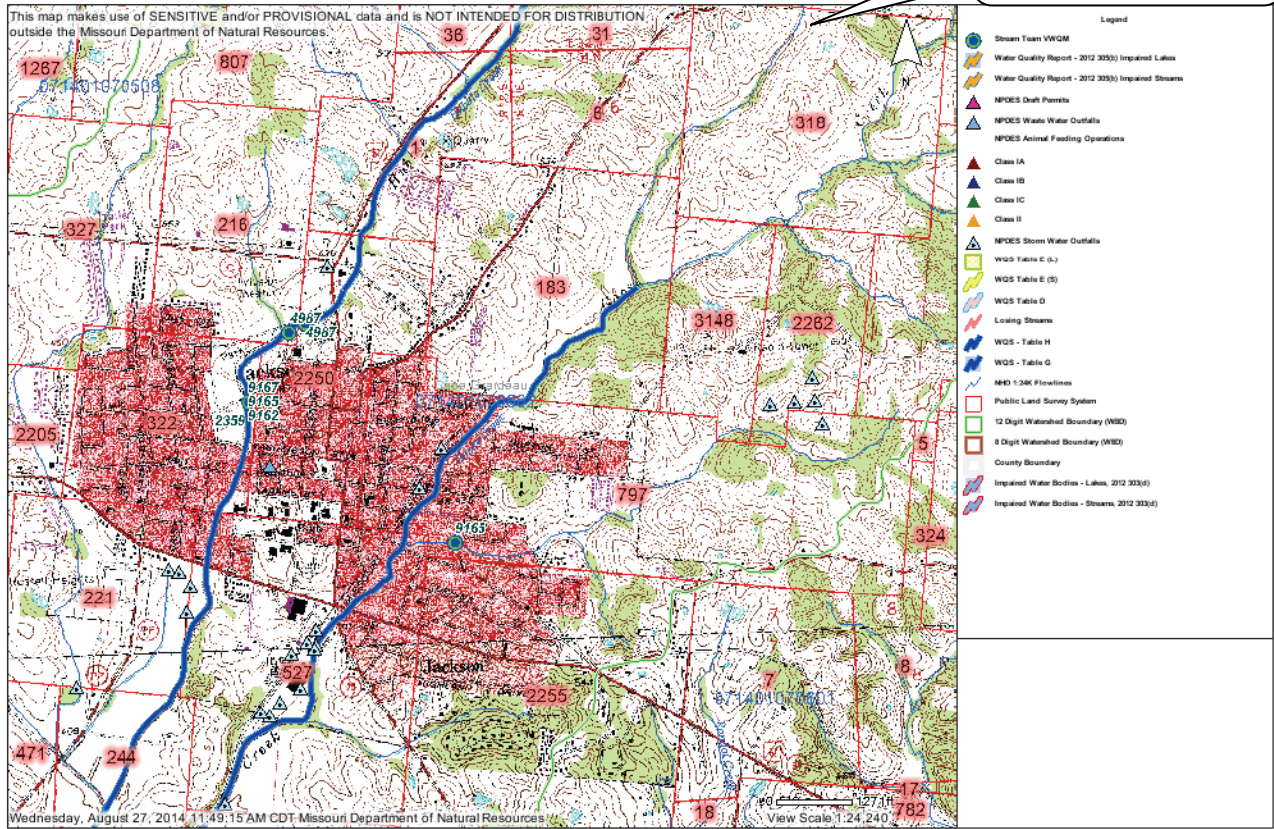 This map makes use of SENSITIVE and/or PROVISIONAL data and is NOT INTENDED FOR DISTRIBUTION
outside the Missouri Department of Natural Resources.
36
31
1267
807
071401070508
6
318
1
Quarry
327
216
183
3148
2262
4967
4967
2250
9167
9165
9162
2359
322
2205
5
797
9165
324
221
8
527
Jackson
7
8
2255
071401070601
471
244
Creek
17
18
782
Wednesday, August 27, 2014 11:49:15 AM CDT Missouri Department of Natural Resources
View Scale 1:24,240
N
Legend
Stream Team VWQM
Water Quality Report - 2012 305(b) Impaired Lakes
Water Quality Report - 2012 305(b) Impaired Streams
NPDES Draft Permits
NPDES Waste Water Outfalls
NPDES Animal Feeding Operations
Class IA
Class IB
Class IC
Class II
NPDES Storm Water Outfalls
WQS Table E (L)
WQS Table E (S)
WQS Table D
Losing Streams
WQS - Table H
WQS - Table G
NHD 1:24K Flowlines
Public Land Survey System
12 Digit Watershed Boundary (WBD)
8 Digit Watershed Boundary (WBD)
County Boundary
Impaired Water Bodies - Lakes, 2012 303(d)
Impaired Water Bodies - Streams, 2012 303(d)